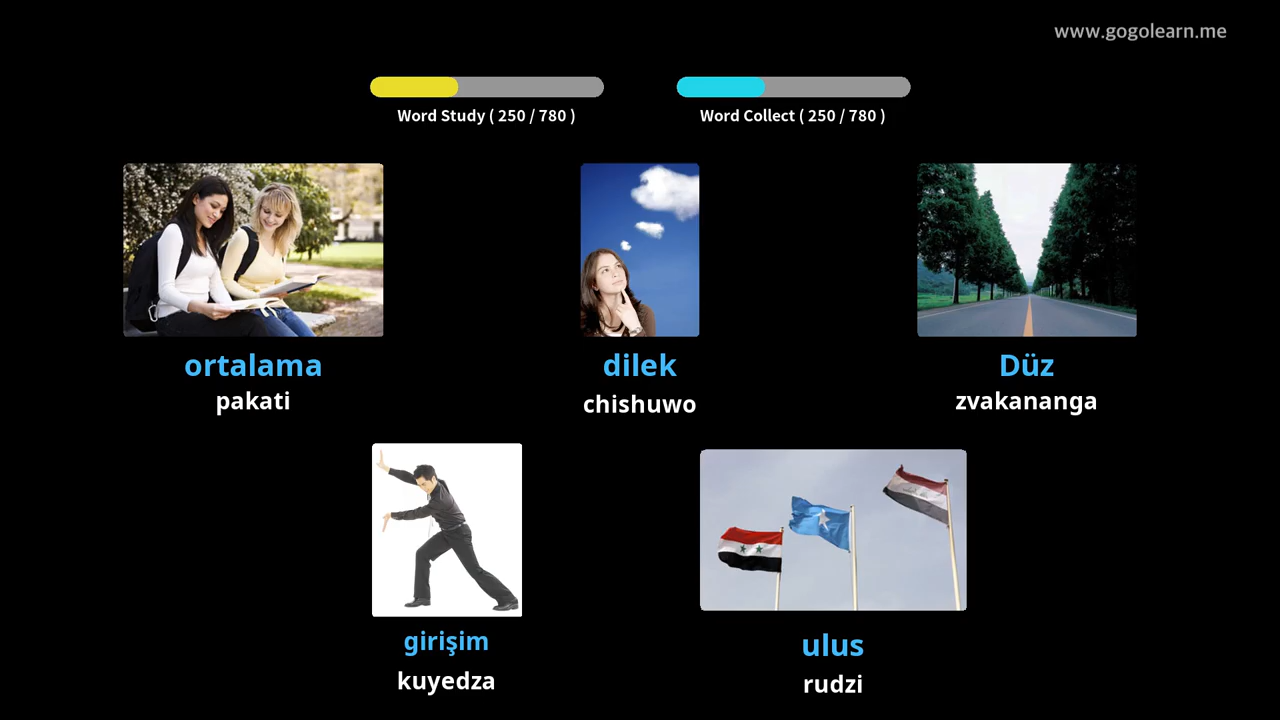 www.gogolearn.me
Word Study ( 250 / 780 )
Word Collect ( 250 / 780 )
ortalama
pakati
dilek
chishuwo
Düz
zvakananga
girişim
kuyedza
ulus
rudzi